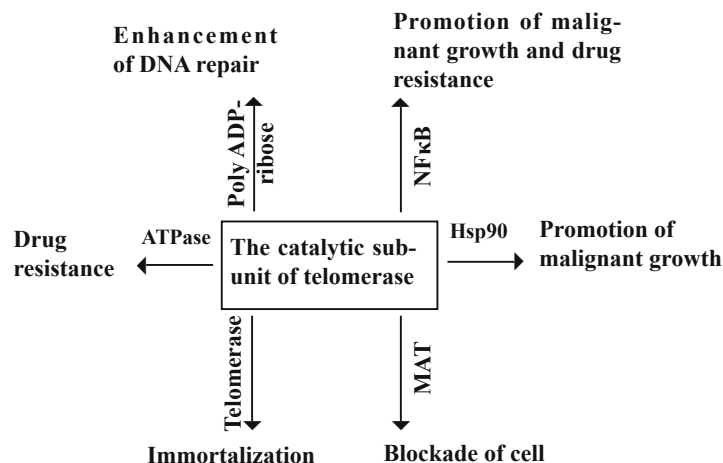 Enhancement
of DNA repair
Promotion of malig-
nant growth and drug
resistance
Poly ADP-
ribose
NFκB
Drug
resistance
ATPase
The catalytic sub-
unit of telomerase
Hsp90
Promotion of
malignant growth
Telomerase
MAT
Immortalization
Blockade of cell